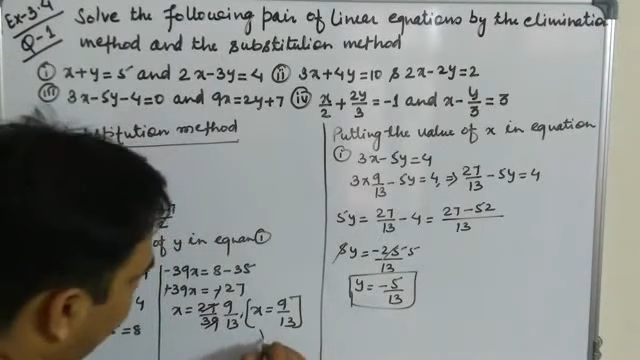 Ex-3.4
Q-1
Solve the following pair of linear equations by the elimination
method and the substitution method
(i) x+y=5 and 2x-3y=4 (ii) 3x+4y=10 & 2x-2y=2
(iii) 3x-5y-4=0 and 9x=2y+7 (iv) x/2 + 2y/3 = -1 and x - y/3 = 3
method
of y in equan (i)
-39x = 8-35
+39x = +27
x = 27/39 9/13, [x = 9/13]
4
= 8
Putting the value of x in equation
(i) 3x-5y=4
3x 9/13 -5y=4, => 27/13 -5y=4
5y = 27/13 - 4 = 27-52/13
5y = -25/13 5
y = -5/13